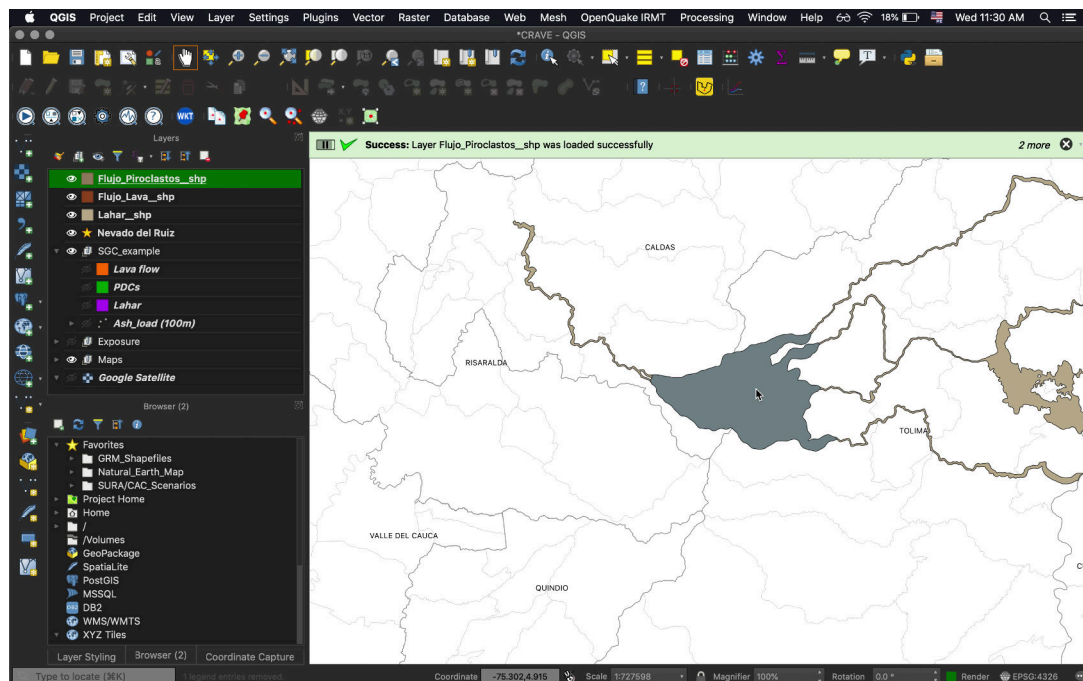 QGIS Project Edit View Layer Settings Plugins Vector Raster Database Web Mesh OpenQuake IRMT Processing Window Help 18% Wed 11:30 AM
*CRAVE - QGIS
WKT
Layers
Success: Layer Flujo_Piroclastos__shp was loaded successfully 2 more
Flujo_Piroclastos__shp
Flujo_Lava__shp
Lahar__shp
Nevado del Ruiz
SGC_example
Lava flow
PDCs
Lahar
Ash_load (100m)
Exposure
Maps
Google Satellite
CALDAS
RISARALDA
TOLIMA
VALLE DEL CAUCA
QUINDIO
Browser (2)
Favorites
GRM_Shapefiles
Natural_Earth_Map
SURA/CAC_Scenarios
Project Home
Home
/
/Volumes
GeoPackage
SpatiaLite
PostGIS
MSSQL
DB2
WMS/WMTS
XYZ Tiles
Layer Styling Browser (2) Coordinate Capture
Type to locate (⌘K) 1 legend entries removed. Coordinate -75.302,4.915 Scale 1:727598 Magnifier 100% Rotation 0.0 ° Render EPSG:4326